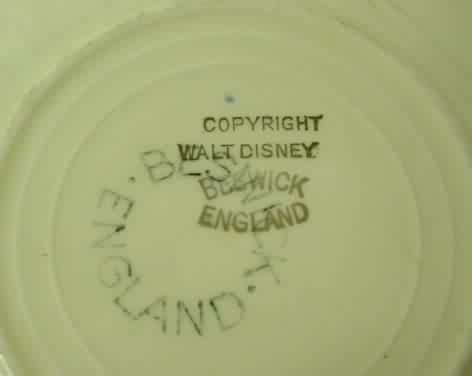 COPYRIGHT
WALT DISNEY
BESWICK
ENGLAND
BESWICK. ENGLAND.